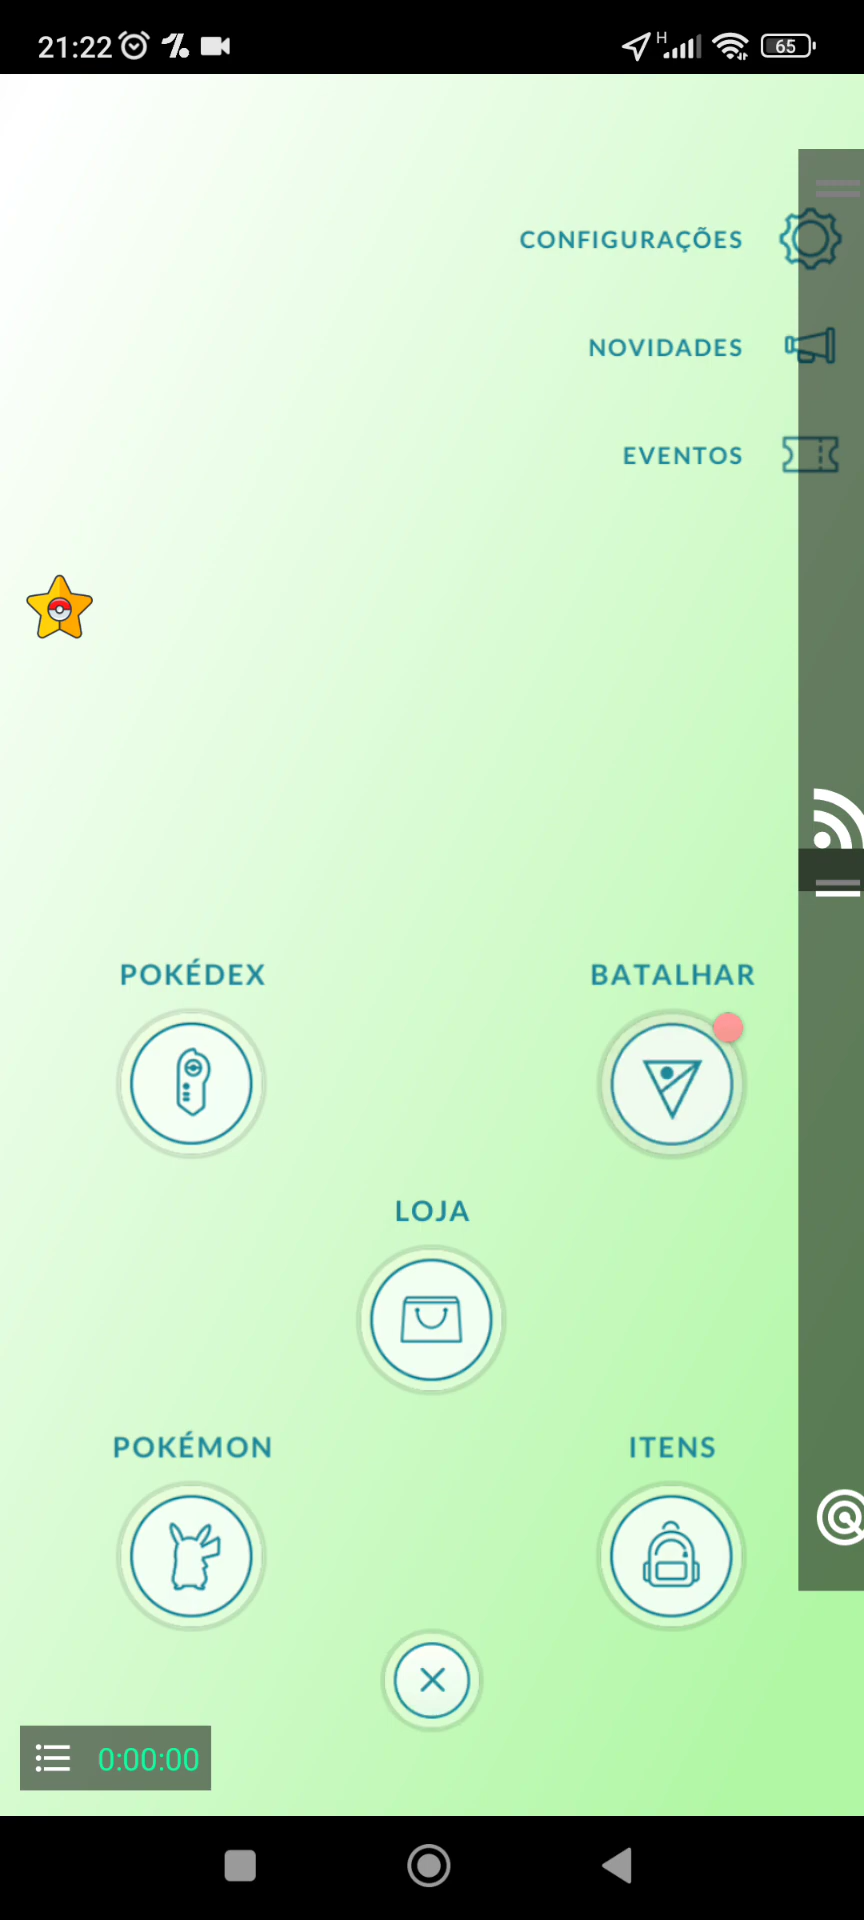 21:22
H
65
CONFIGURAÇÕES
NOVIDADES
EVENTOS
POKÉDEX
BATALHAR
LOJA
POKÉMON
ITENS
0:00:00